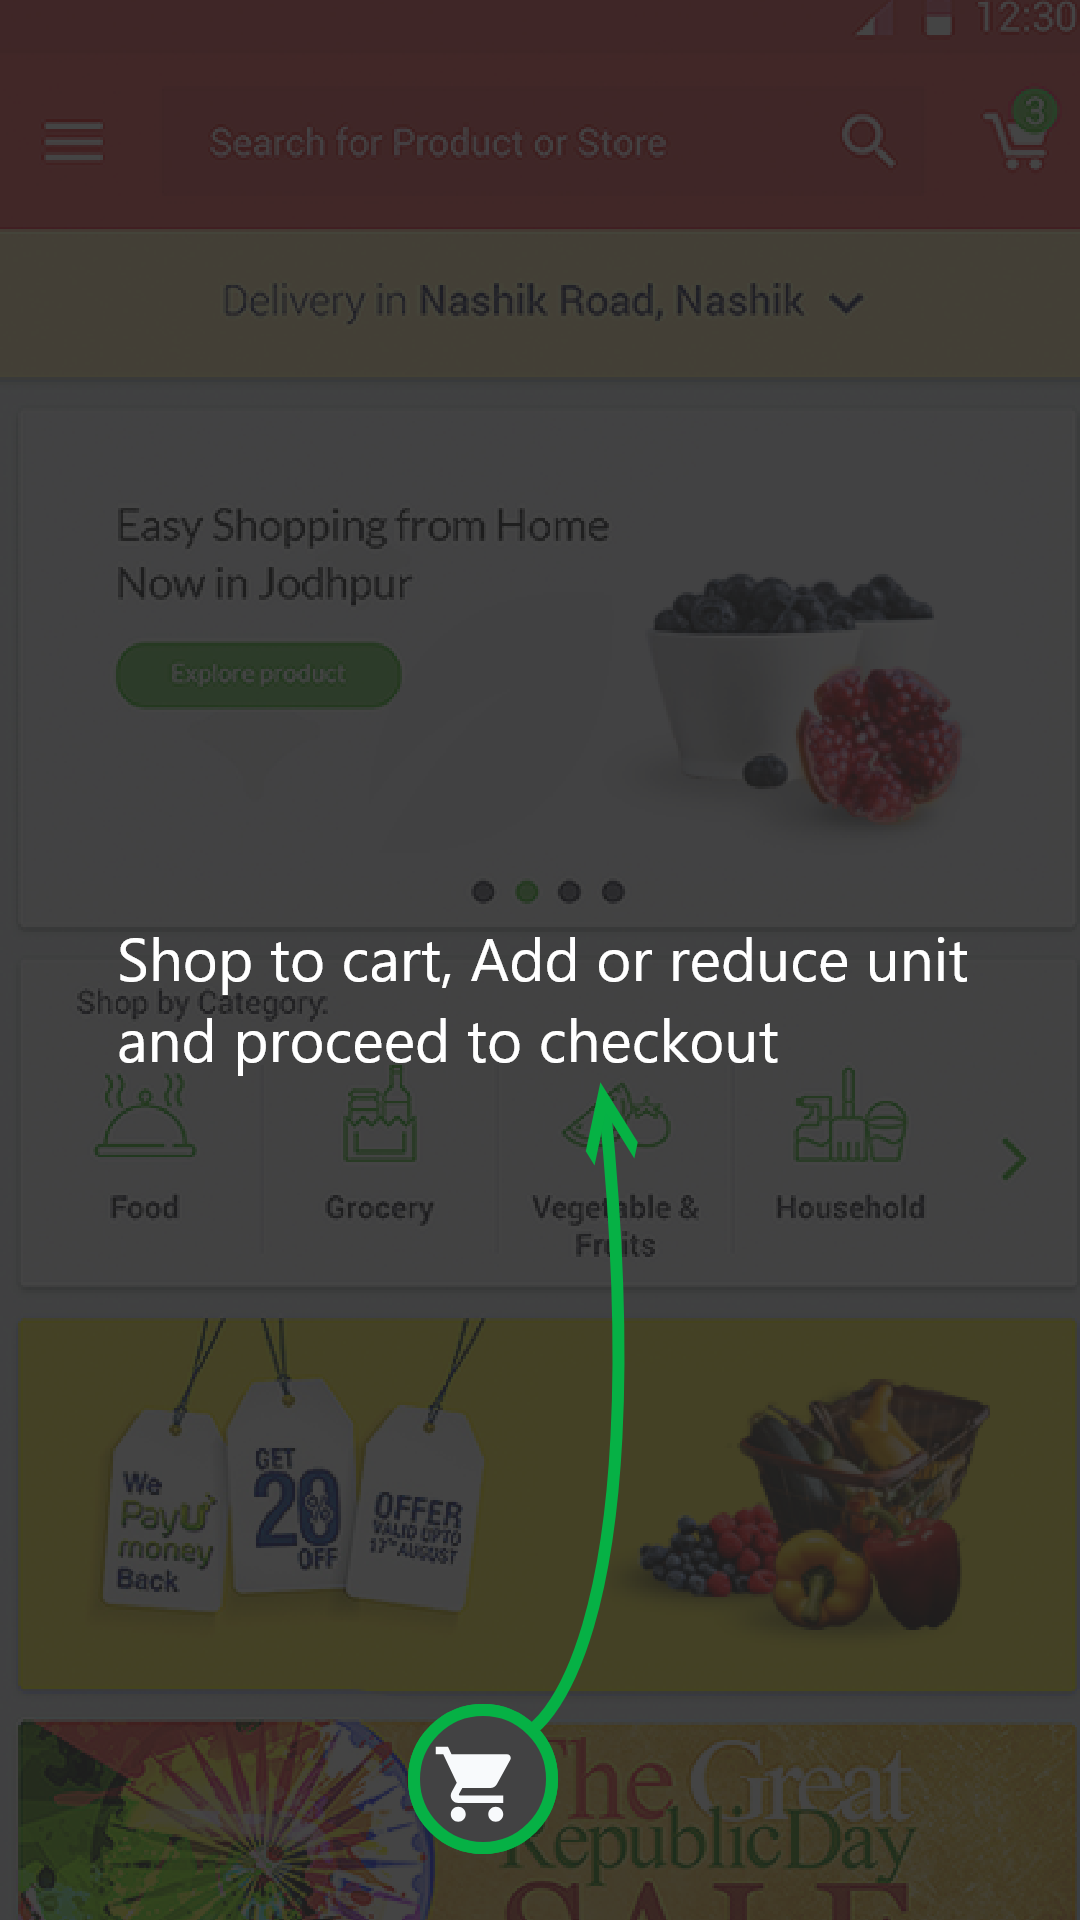 12:30
Search for Product or Store
3
Delivery in Nashik Road, Nashik
Easy Shopping from Home
Now in Jodhpur
Explore product
Shop to cart, Add or reduce unit
and proceed to checkout
Shop by Category:
Food
Grocery
Vegetable &
Fruits
Household
We
PayU
money
Back
GET
20%
OFF
OFFER
VALID UPTO
17TH AUGUST
The Great
Republic Day
SALE